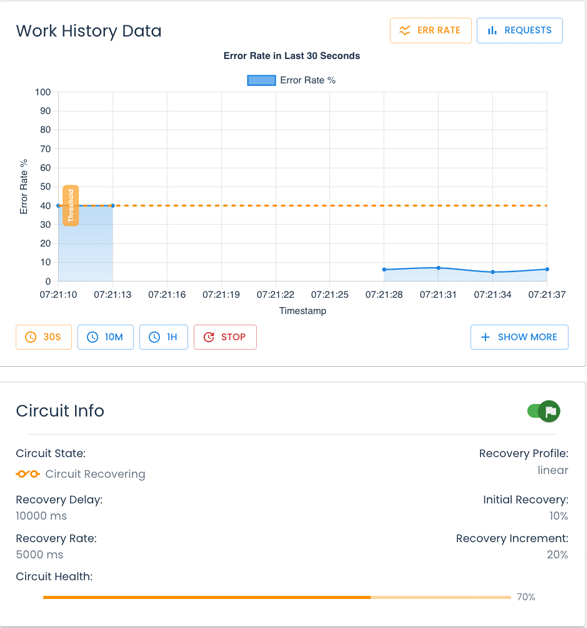 Work History Data
ERR RATE
REQUESTS
Error Rate in Last 30 Seconds
Error Rate %
100
90
80
70
60
50
40
30
20
10
0
Error Rate %
Threshold
07:21:10 07:21:13 07:21:16 07:21:19 07:21:22 07:21:25 07:21:28 07:21:31 07:21:34 07:21:37
Timestamp
30S
10M
1H
STOP
SHOW MORE
Circuit Info
Circuit State:
Circuit Recovering
Recovery Profile:
linear
Recovery Delay:
10000 ms
Initial Recovery:
10%
Recovery Rate:
5000 ms
Recovery Increment:
20%
Circuit Health:
70%